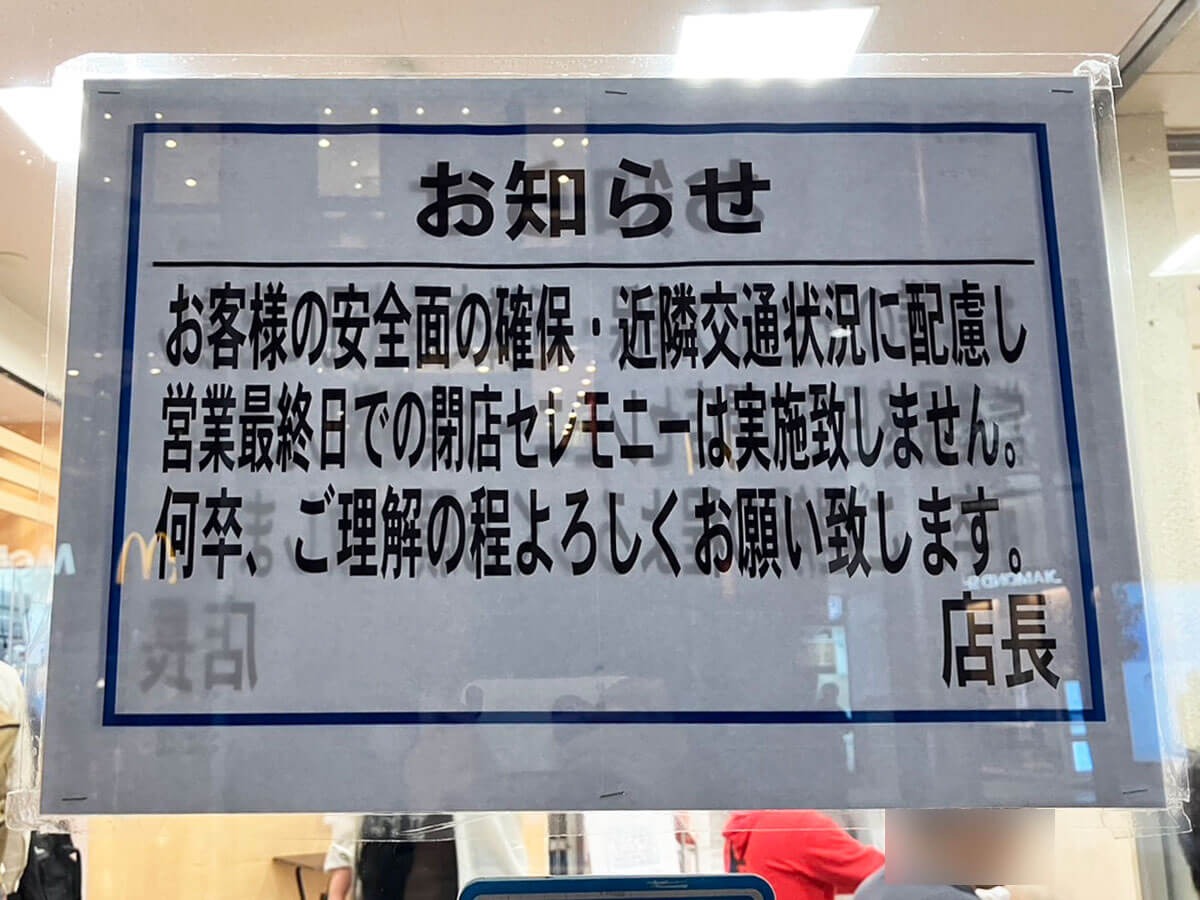 お知らせ
お客様の安全面の確保・近隣交通状況に配慮し
営業最終日での閉店セレモニーは実施致しません。
何卒、ご理解の程よろしくお願い致します。
店長